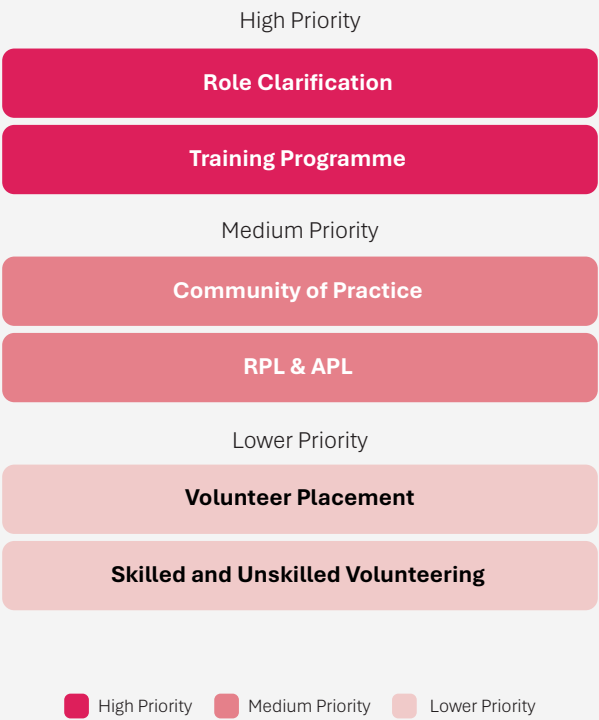 High Priority
Role Clarification
Training Programme
Medium Priority
Community of Practice
RPL & APL
Lower Priority
Volunteer Placement
Skilled and Unskilled Volunteering
High Priority Medium Priority Lower Priority